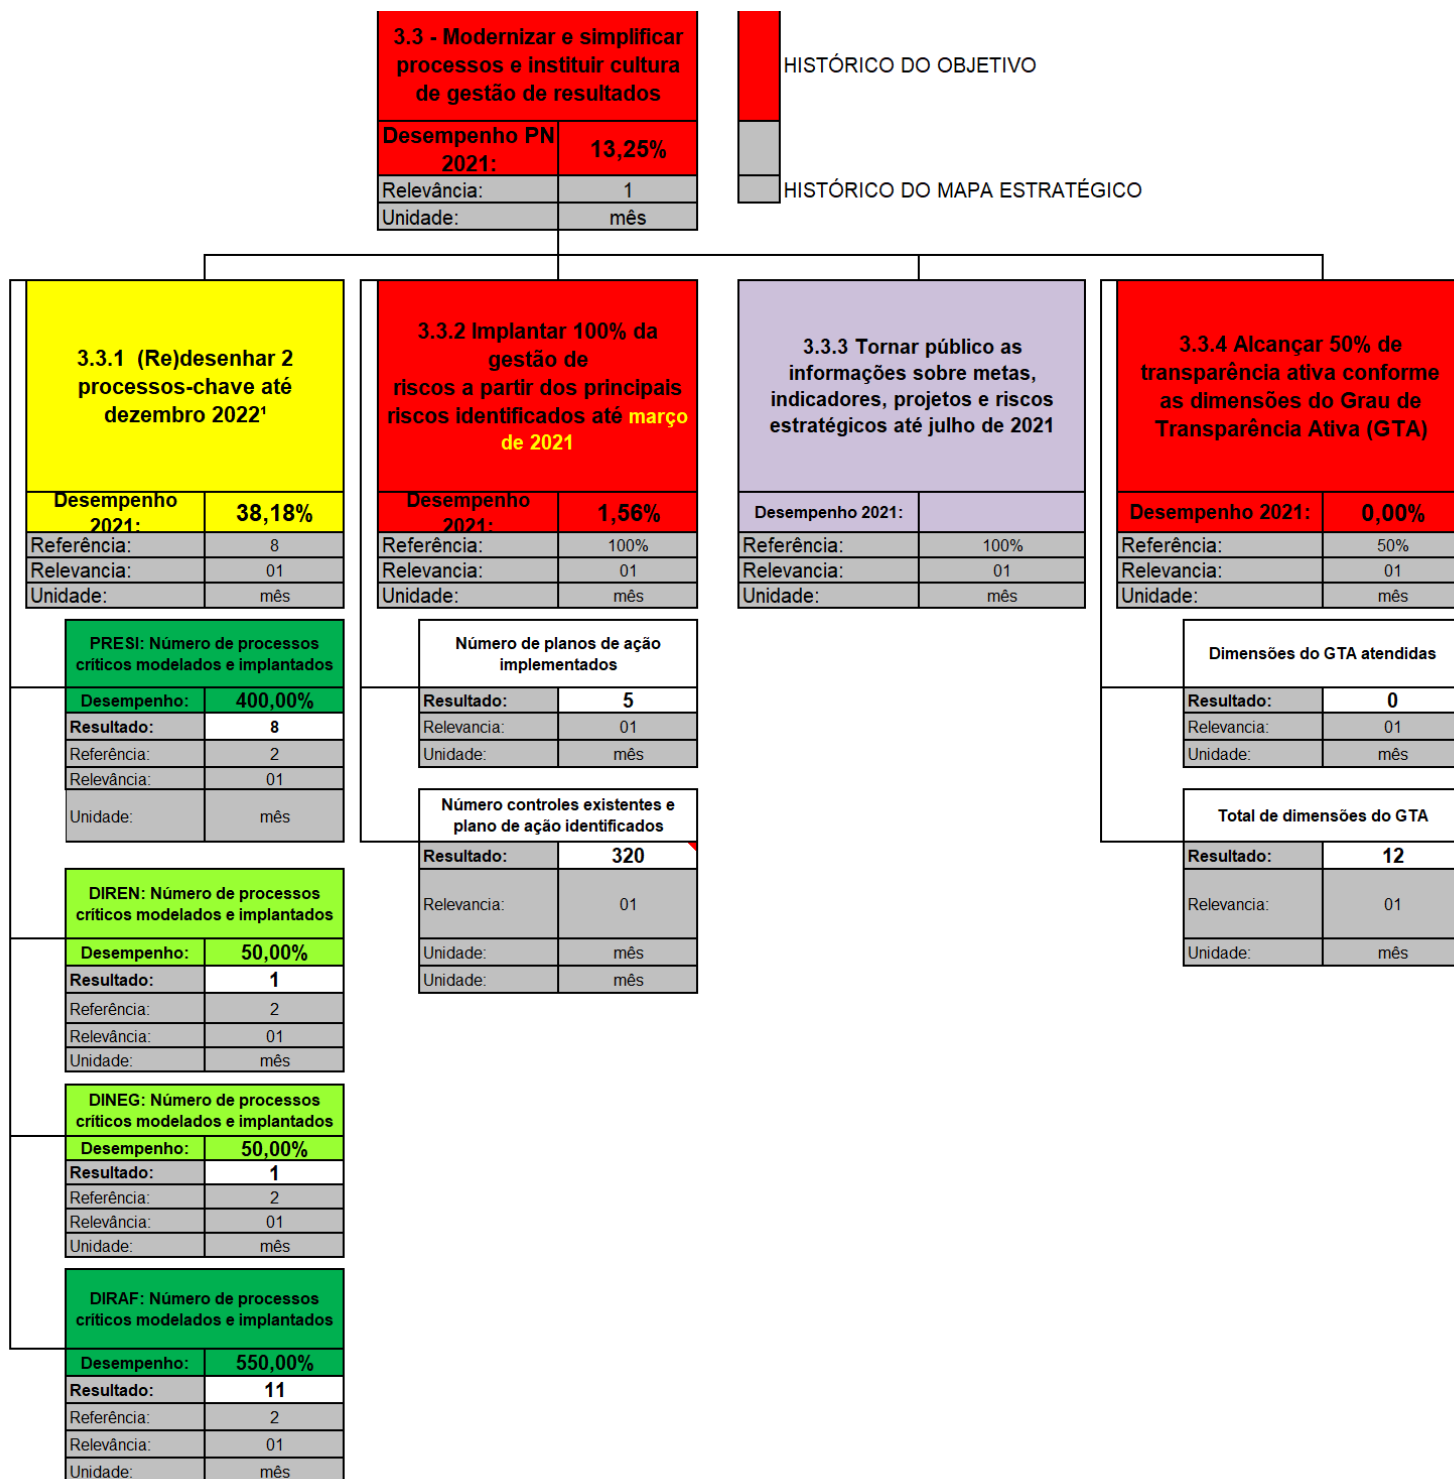 3.3 - Modernizar e simplificar
processos e instituir cultura
de gestão de resultados
Desempenho PN
2021:
13,25%
Relevância:
1
Unidade:
mês
HISTÓRICO DO OBJETIVO
HISTÓRICO DO MAPA ESTRATÉGICO
3.3.1 (Re)desenhar 2
processos-chave até
dezembro 2022¹
Desempenho
2021:
38,18%
Referência:
8
Relevancia:
01
Unidade:
mês
PRESI: Número de processos
críticos modelados e implantados
Desempenho:
400,00%
Resultado:
8
Referência:
2
Relevância:
01
Unidade:
mês
DIREN: Número de processos
críticos modelados e implantados
Desempenho:
50,00%
Resultado:
1
Referência:
2
Relevância:
01
Unidade:
mês
DINEG: Número de processos
críticos modelados e implantados
Desempenho:
50,00%
Resultado:
1
Referência:
2
Relevância:
01
Unidade:
mês
DIRAF: Número de processos
críticos modelados e implantados
Desempenho:
550,00%
Resultado:
11
Referência:
2
Relevância:
01
Unidade:
mês
3.3.2 Implantar 100% da
gestão de
riscos a partir dos principais
riscos identificados até março
de 2021
Desempenho
2021:
1,56%
Referência:
100%
Relevancia:
01
Unidade:
mês
Número de planos de ação
implementados
Resultado:
5
Relevancia:
01
Unidade:
mês
Número controles existentes e
plano de ação identificados
Resultado:
320
Relevancia:
01
Unidade:
mês
Unidade:
mês
3.3.3 Tornar público as
informações sobre metas,
indicadores, projetos e riscos
estratégicos até julho de 2021
Desempenho 2021:
Referência:
100%
Relevancia:
01
Unidade:
mês
3.3.4 Alcançar 50% de
transparência ativa conforme
as dimensões do Grau de
Transparência Ativa (GTA)
Desempenho 2021:
0,00%
Referência:
50%
Relevancia:
01
Unidade:
mês
Dimensões do GTA atendidas
Resultado:
0
Relevancia:
01
Unidade:
mês
Total de dimensões do GTA
Resultado:
12
Relevancia:
01
Unidade:
mês